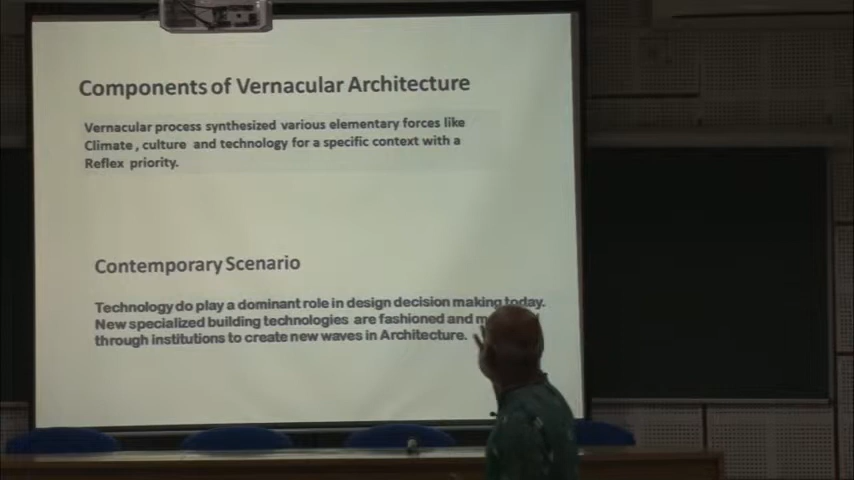 Components of Vernacular Architecture
Vernacular process synthesized various elementary forces like
Climate , culture and technology for a specific context with a
Reflex priority.
Contemporary Scenario
Technology do play a dominant role in design decision making today.
New specialized building technologies are fashioned and
through institutions to create new waves in Architecture.